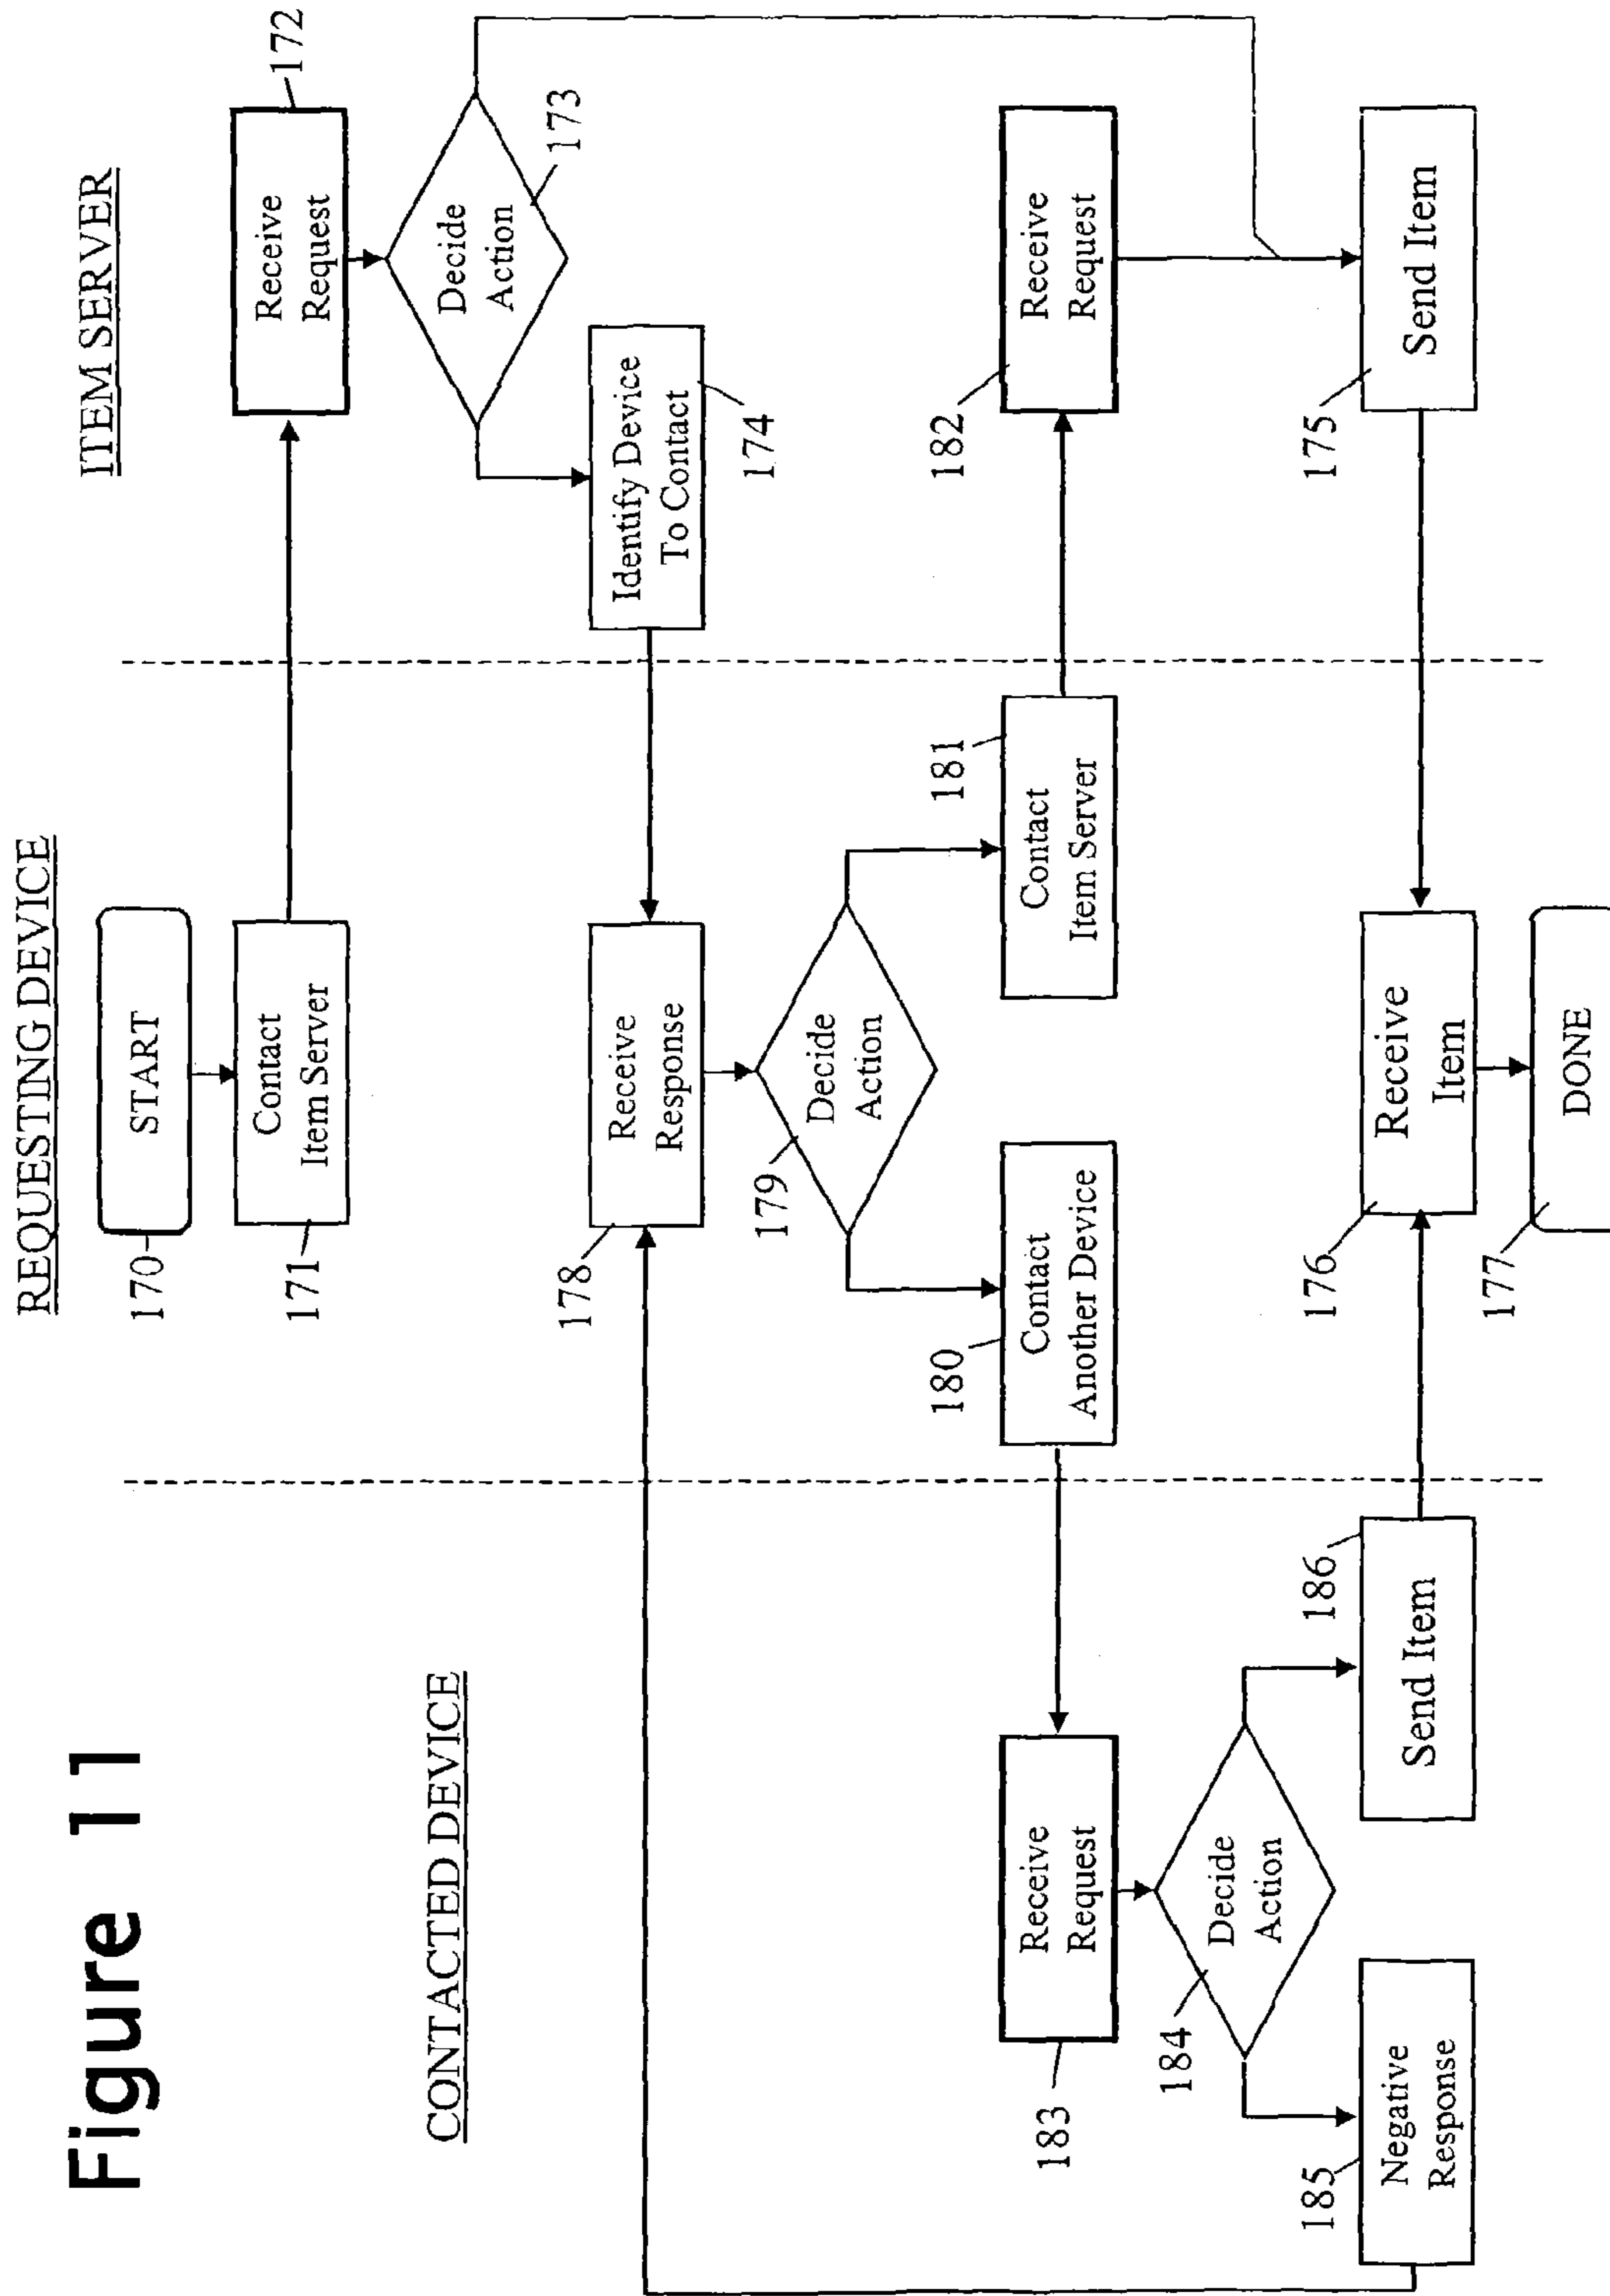 Figure 11
CONTACTED DEVICE
REQUESTING DEVICE
ITEM SERVER
START
170
Contact
Item Server
171
Receive
Request
172
Decide
Action
173
Identify Device
To Contact
174
Receive
Response
178
Decide
Action
179
Contact
Another Device
180
Contact
Item Server
181
Receive
Request
182
Receive
Request
183
Decide
Action
184
Negative
Response
185
Send Item
186
Receive
Item
176
Send Item
175
DONE
177